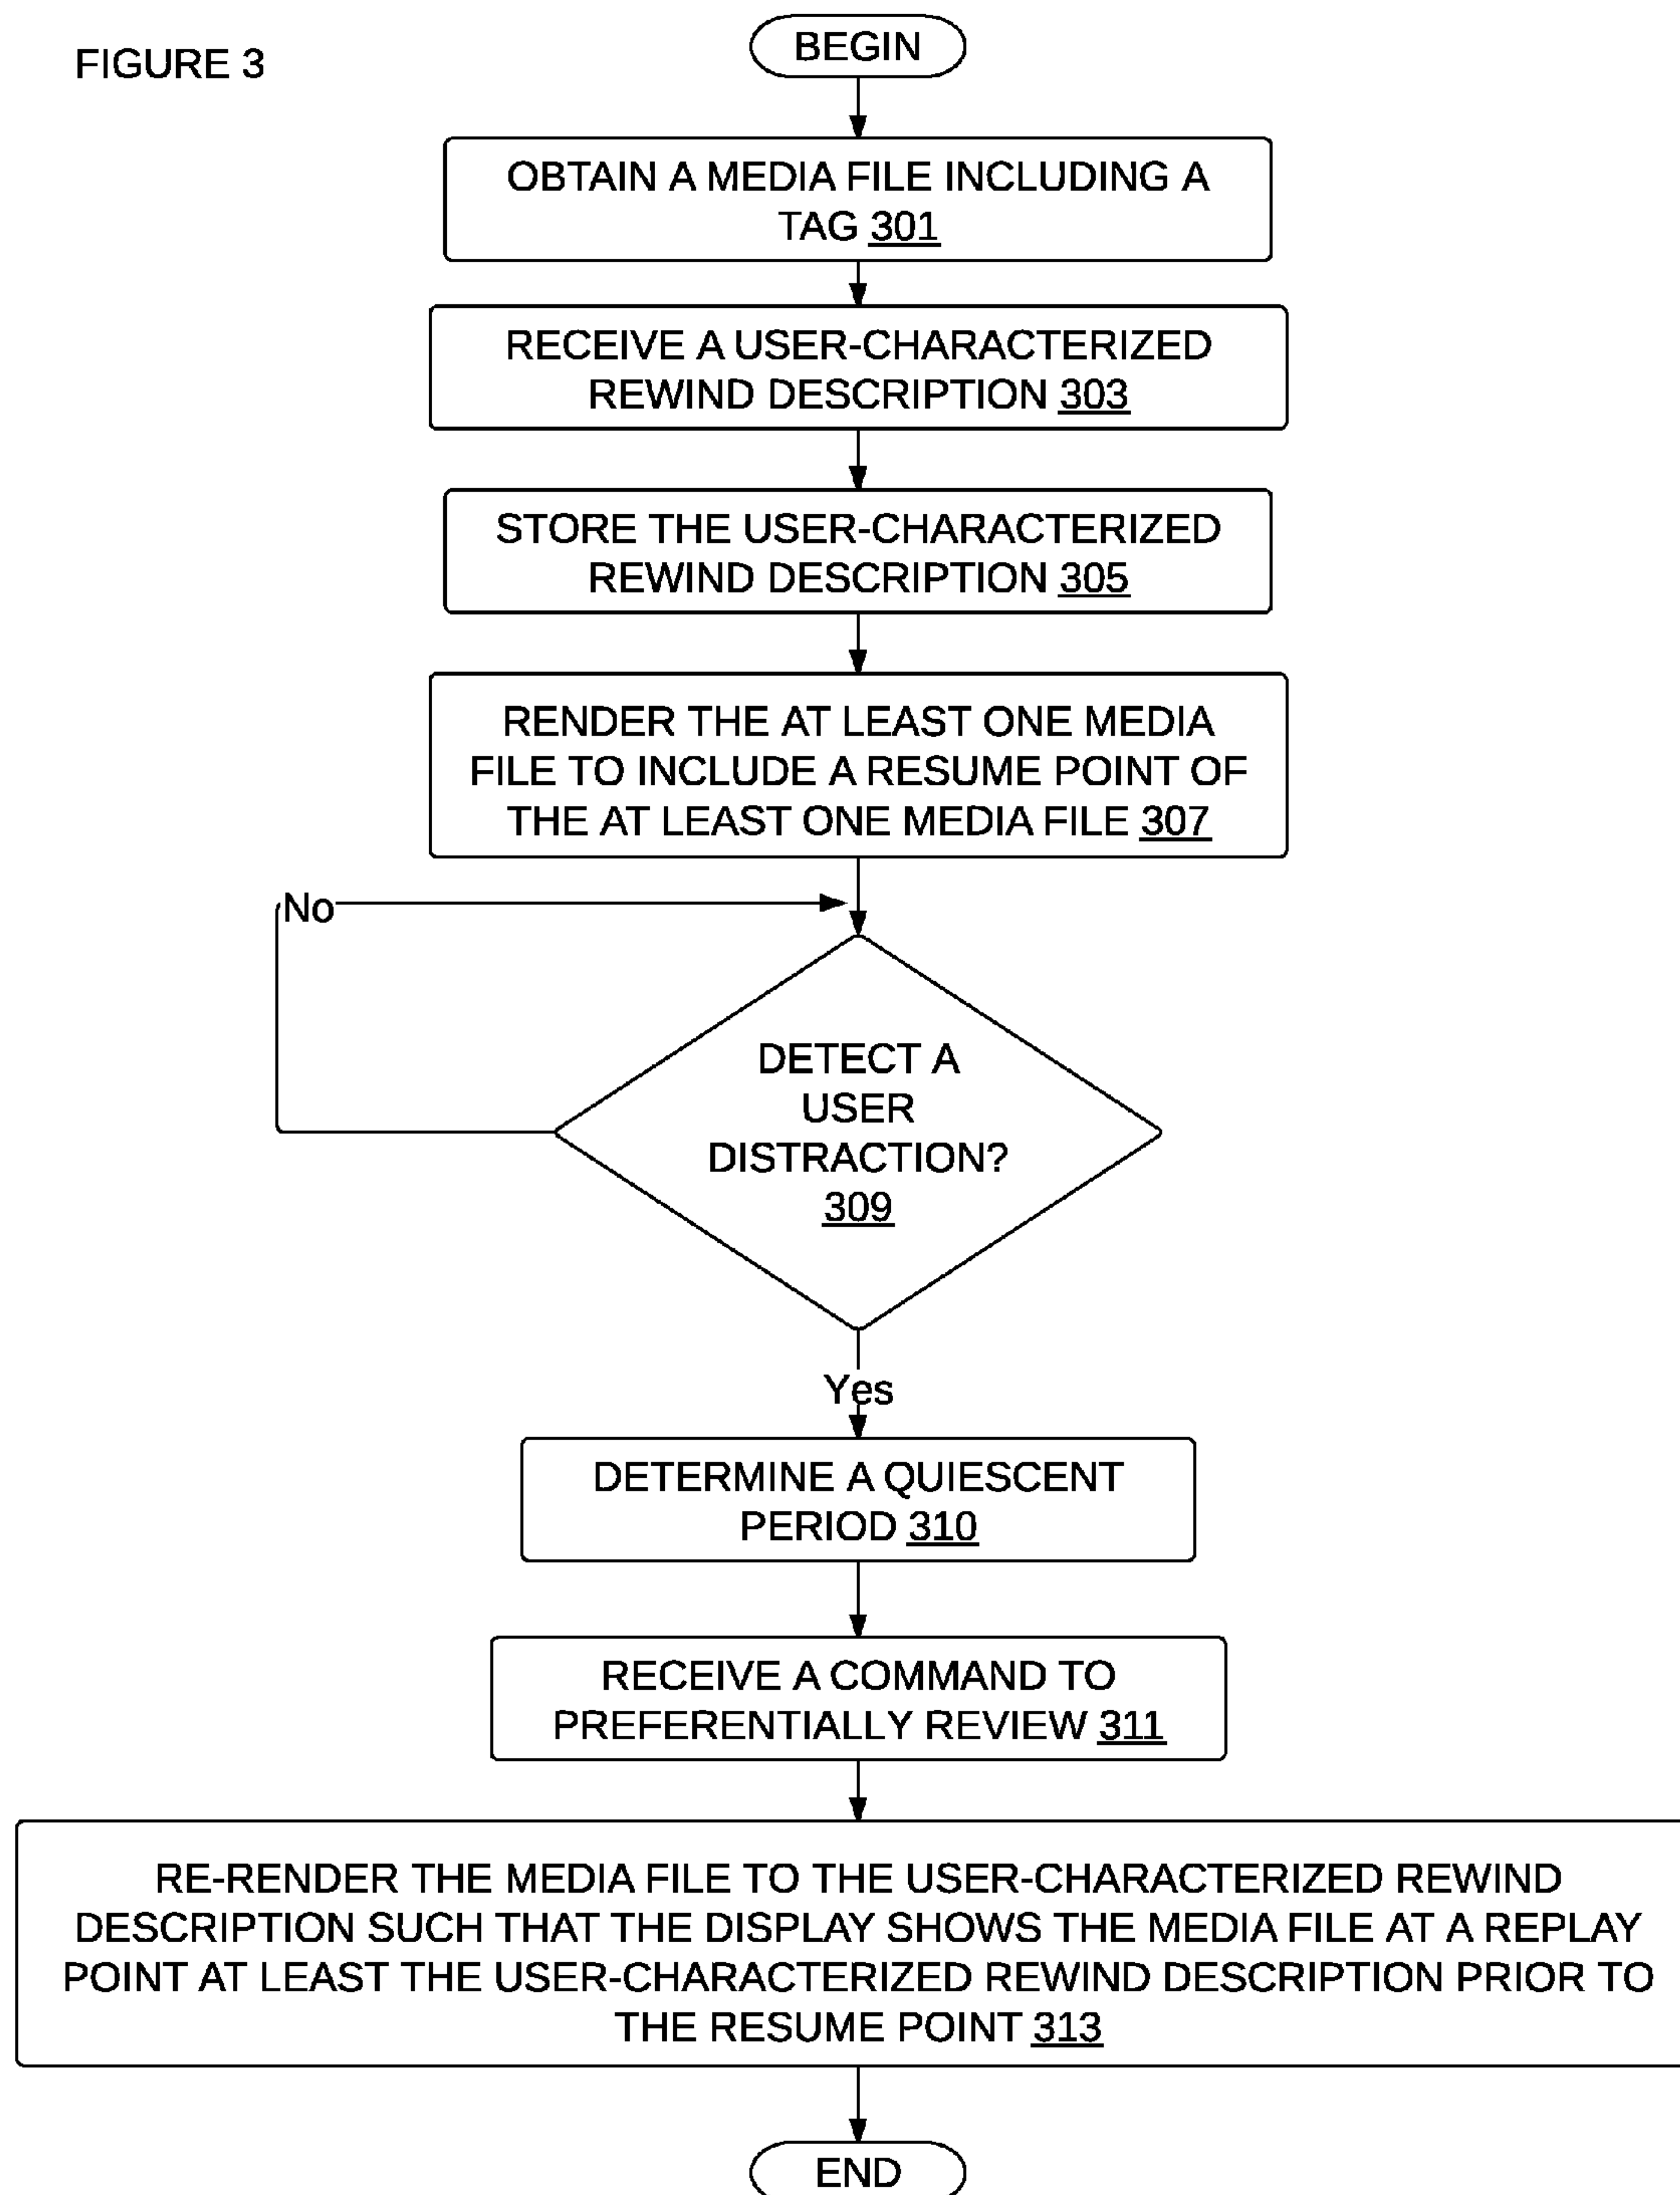 FIGURE 3
BEGIN
OBTAIN A MEDIA FILE INCLUDING A
TAG 301
RECEIVE A USER-CHARACTERIZED
REWIND DESCRIPTION 303
STORE THE USER-CHARACTERIZED
REWIND DESCRIPTION 305
RENDER THE AT LEAST ONE MEDIA
FILE TO INCLUDE A RESUME POINT OF
THE AT LEAST ONE MEDIA FILE 307
No
DETECT A
USER
DISTRACTION?
309
Yes
DETERMINE A QUIESCENT
PERIOD 310
RECEIVE A COMMAND TO
PREFERENTIALLY REVIEW 311
RE-RENDER THE MEDIA FILE TO THE USER-CHARACTERIZED REWIND
DESCRIPTION SUCH THAT THE DISPLAY SHOWS THE MEDIA FILE AT A REPLAY
POINT AT LEAST THE USER-CHARACTERIZED REWIND DESCRIPTION PRIOR TO
THE RESUME POINT 313
END